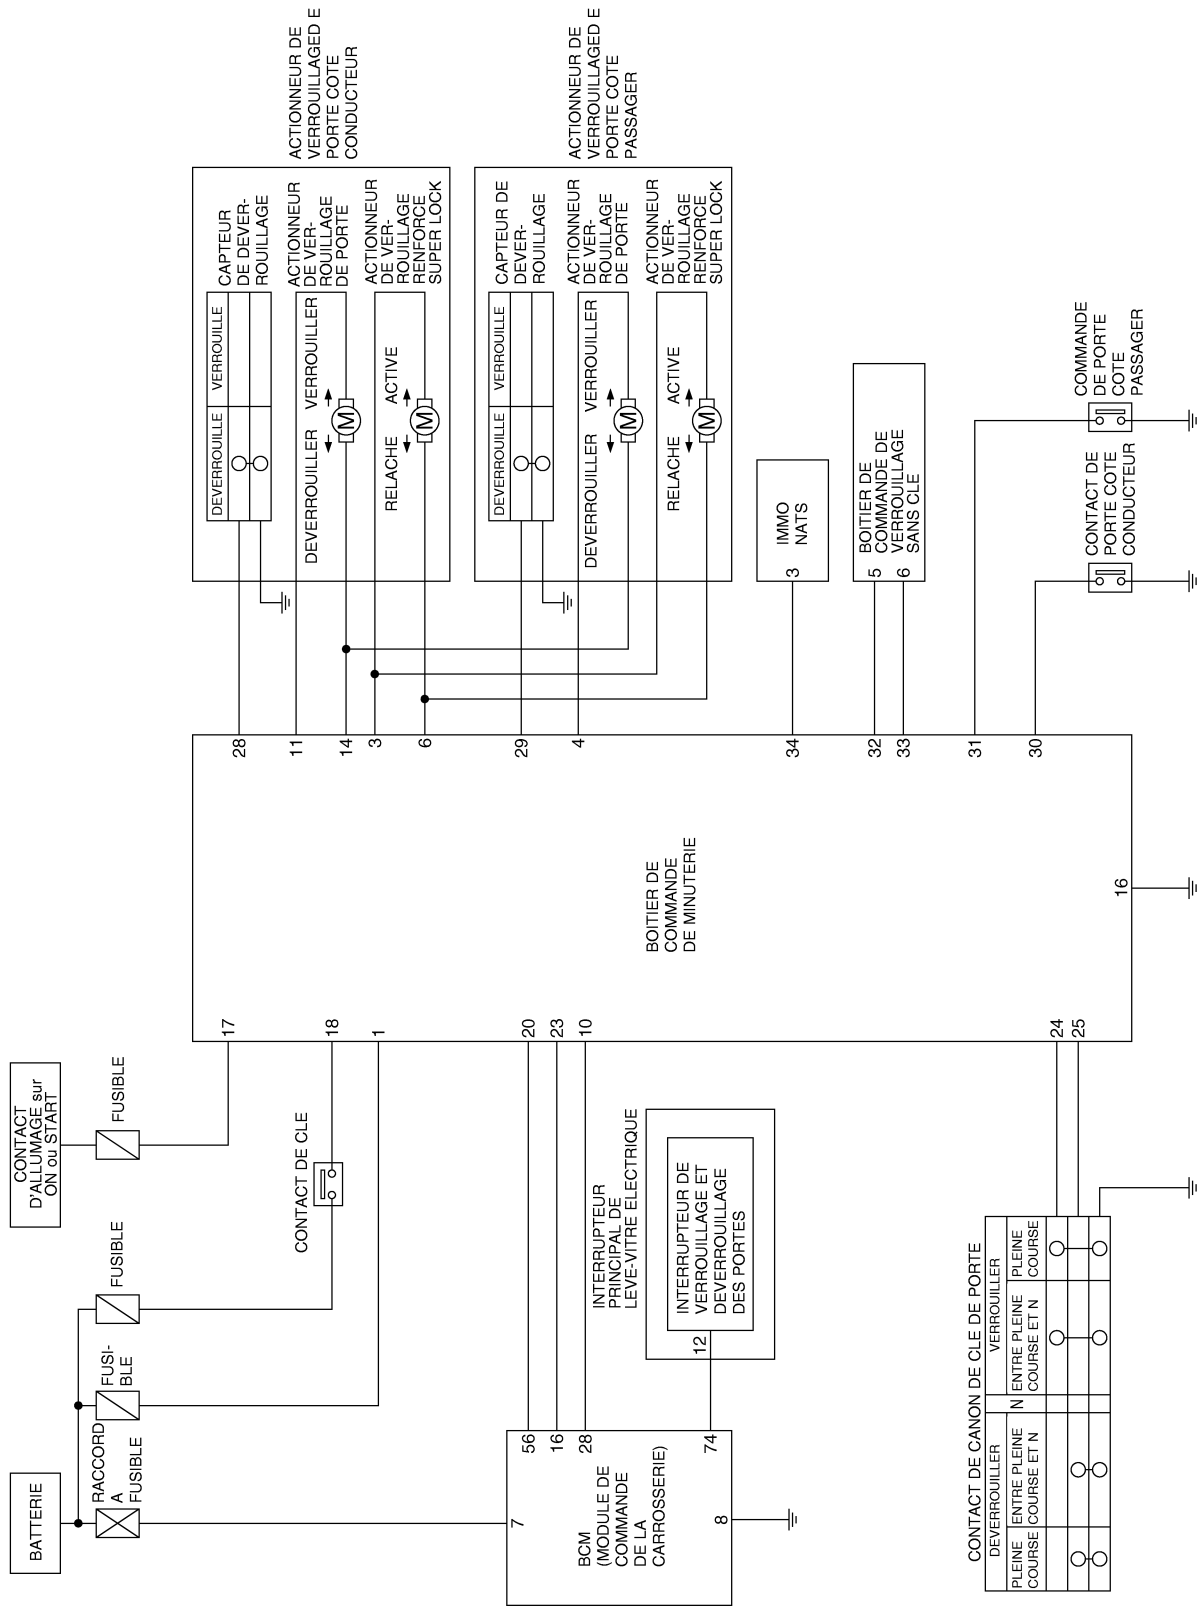 BATTERIE
RACCORD
A
FUSIBLE
FUSI-
BLE
FUSIBLE
CONTACT
D'ALLUMAGE sur
ON ou START
FUSIBLE
CONTACT DE CLE
17
18
1
20
23
10
24
25
BOITIER DE
COMMANDE
DE MINUTERIE
16
28
11
14
3
6
29
4
34
32
33
31
30
7
56
16
28
74
8
BCM
(MODULE DE
COMMANDE
DE LA
CARROSSERIE)
INTERRUPTEUR
PRINCIPAL DE
LEVE-VITRE ELECTRIQUE
INTERRUPTEUR DE
VERROUILLAGE ET
DEVERROUILLAGE
DES PORTES
12
CONTACT DE CANON DE CLE DE PORTE
DEVERROUILLER
N
VERROUILLER
PLEINE
COURSE
ENTRE PLEINE
COURSE ET N
ENTRE PLEINE
COURSE ET N
PLEINE
COURSE
ACTIONNEUR DE
VERROUILLAGED E
PORTE COTE
CONDUCTEUR
DEVERROUILLE
VERROUILLE
CAPTEUR
DE DEVER-
ROUILLAGE
DEVERROUILLER
VERROUILLER
M
ACTIONNEUR
DE VER-
ROUILLAGE
DE PORTE
RELACHE
ACTIVE
M
ACTIONNEUR
DE VER-
ROUILLAGE
RENFORCE
SUPER LOCK
ACTIONNEUR DE
VERROUILLAGED E
PORTE COTE
PASSAGER
DEVERROUILLE
VERROUILLE
CAPTEUR DE
DEVER-
ROUILLAGE
DEVERROUILLER
VERROUILLER
M
ACTIONNEUR
DE VER-
ROUILLAGE
DE PORTE
RELACHE
ACTIVE
M
ACTIONNEUR
DE VER-
ROUILLAGE
RENFORCE
SUPER LOCK
3
IMMO
NATS
5
6
BOITIER DE
COMMANDE DE
VERROUILLAGE
SANS CLE
COMMANDE
DE PORTE
COTE
PASSAGER
CONTACT DE
PORTE COTE
CONDUCTEUR